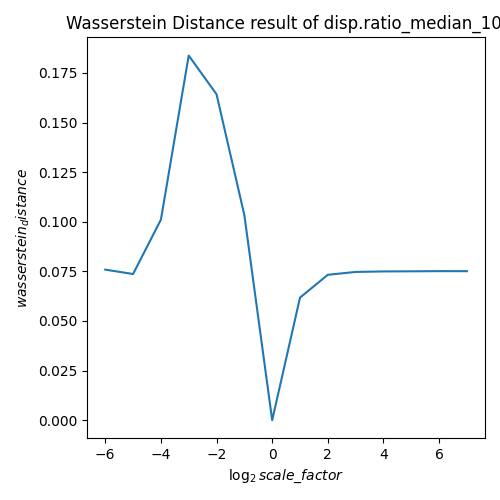 Wasserstein Distance result of disp.ratio_median_10
0.175
0.150
0.125
0.100
0.075
0.050
0.025
0.000
wasserstein_distance
−6 −4 −2 0 2 4 6
log₂ scale_factor